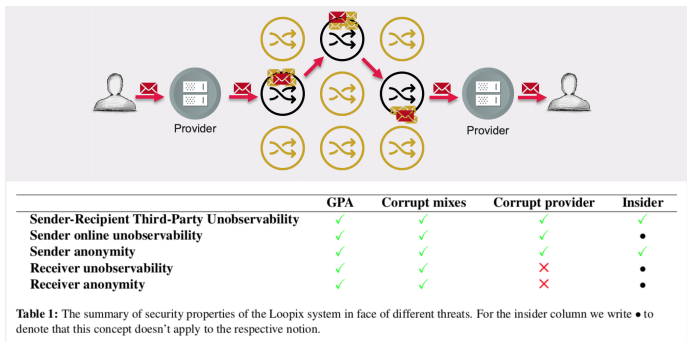 Provider
Provider
GPA Corrupt mixes Corrupt provider Insider
Sender-Recipient Third-Party Unobservability ✓ ✓ ✓ ✓
Sender online unobservability ✓ ✓ ✓ •
Sender anonymity ✓ ✓ ✓ ✓
Receiver unobservability ✓ ✓ ✕ •
Receiver anonymity ✓ ✓ ✕ •
Table 1: The summary of security properties of the Loopix system in face of different threats. For the insider column we write • to
denote that this concept doesn't apply to the respective notion.